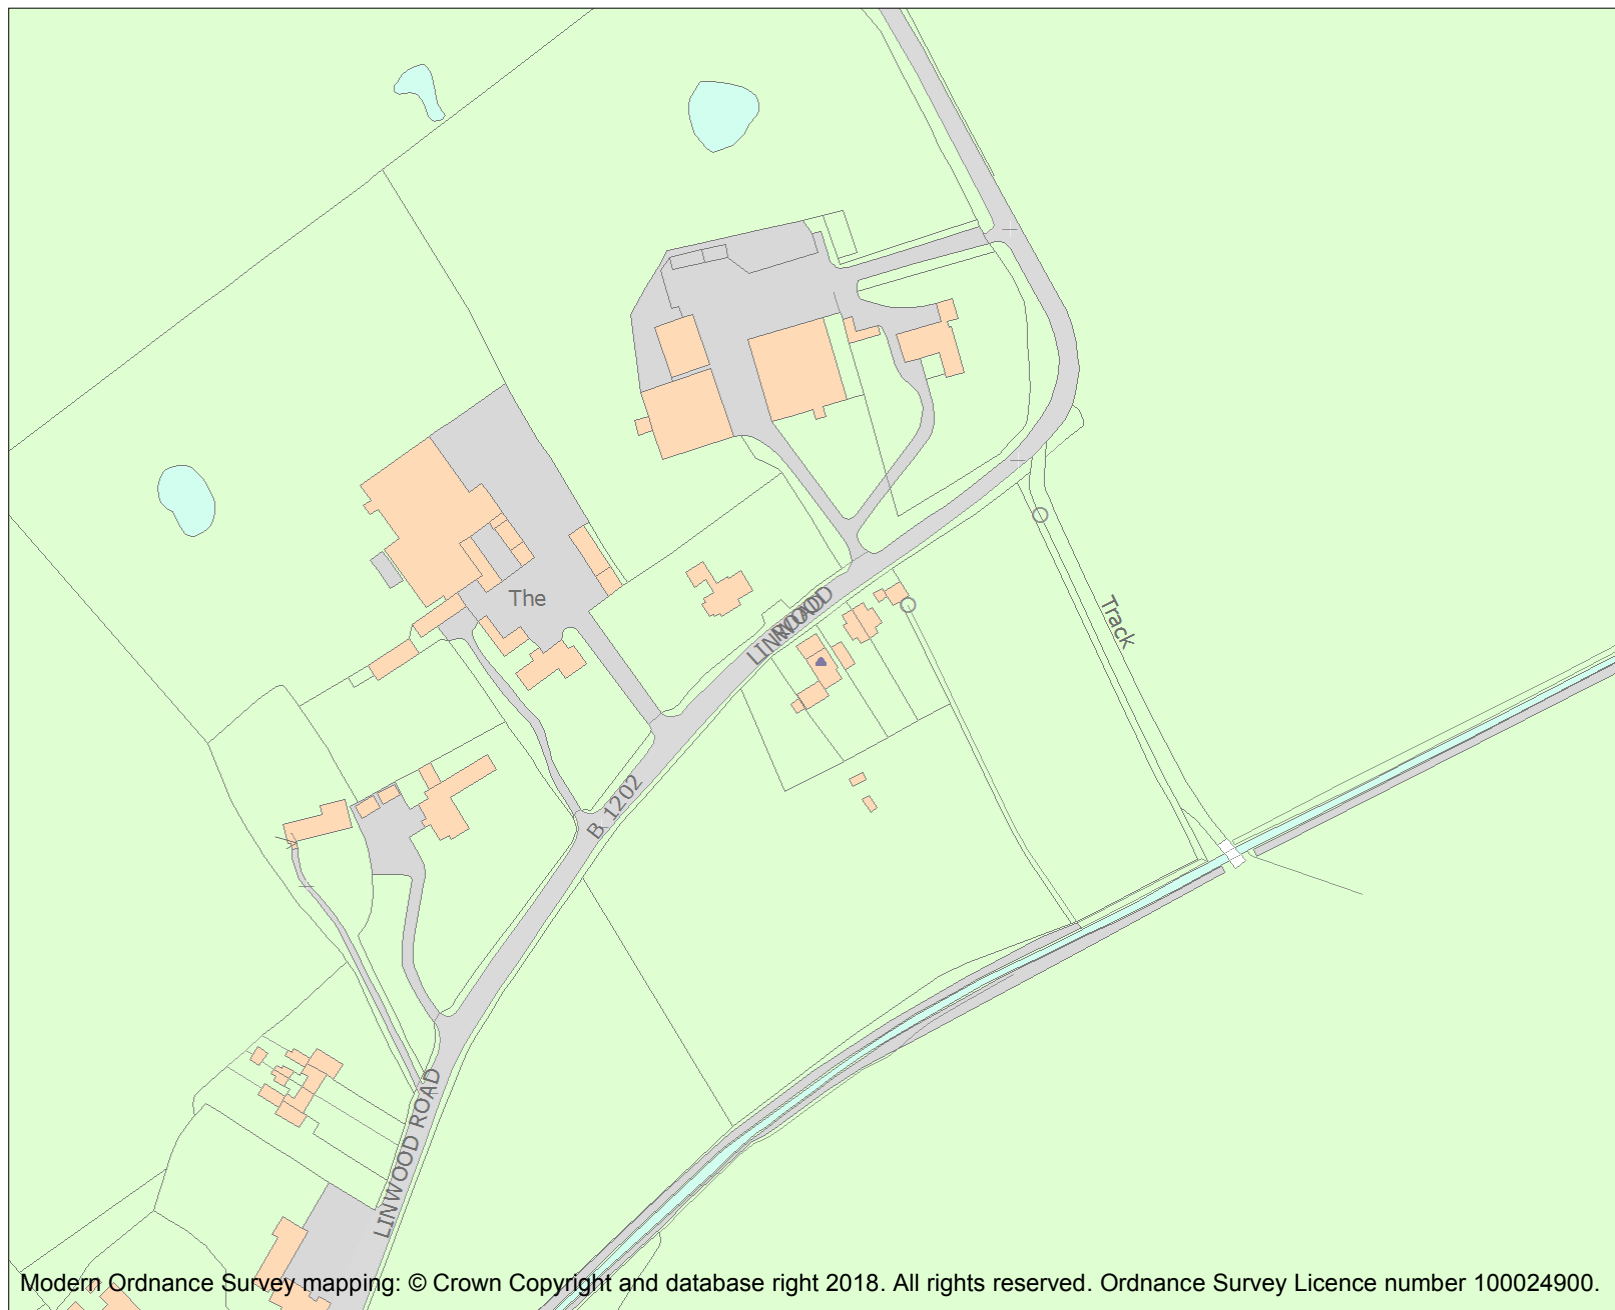 The
LINWOOD
ROAD
Track
B 1202
LINWOOD ROAD
Modern Ordnance Survey mapping: © Crown Copyright and database right 2018. All rights reserved. Ordnance Survey Licence number 100024900.